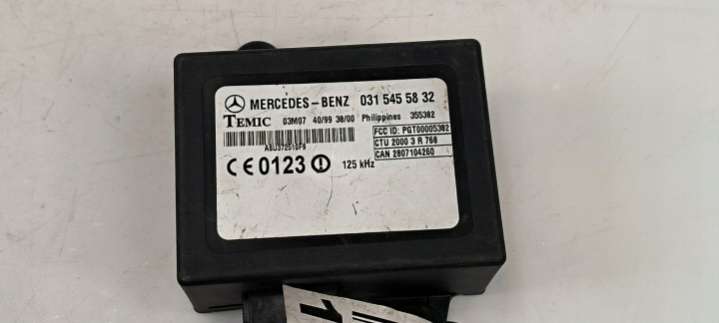 MERCEDES-BENZ 031 545 58 32
TEMIC 03M07 40/99 38/00 Philippines 355382
FCC ID: PGT00005382
CTU 2000 3 R 768
CAN 2807104260
CE 0123 125 kHz
1